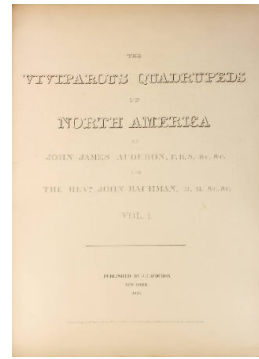 THE
VIVIPAROUS QUADRUPEDS
OF
NORTH AMERICA
BY
JOHN JAMES AUDUBON, F. R. S. &c. &c.
AND
THE REVD. JOHN BACHMAN, D. D. &c. &c.
VOL. I
PUBLISHED BY J. J. AUDUBON
NEW YORK